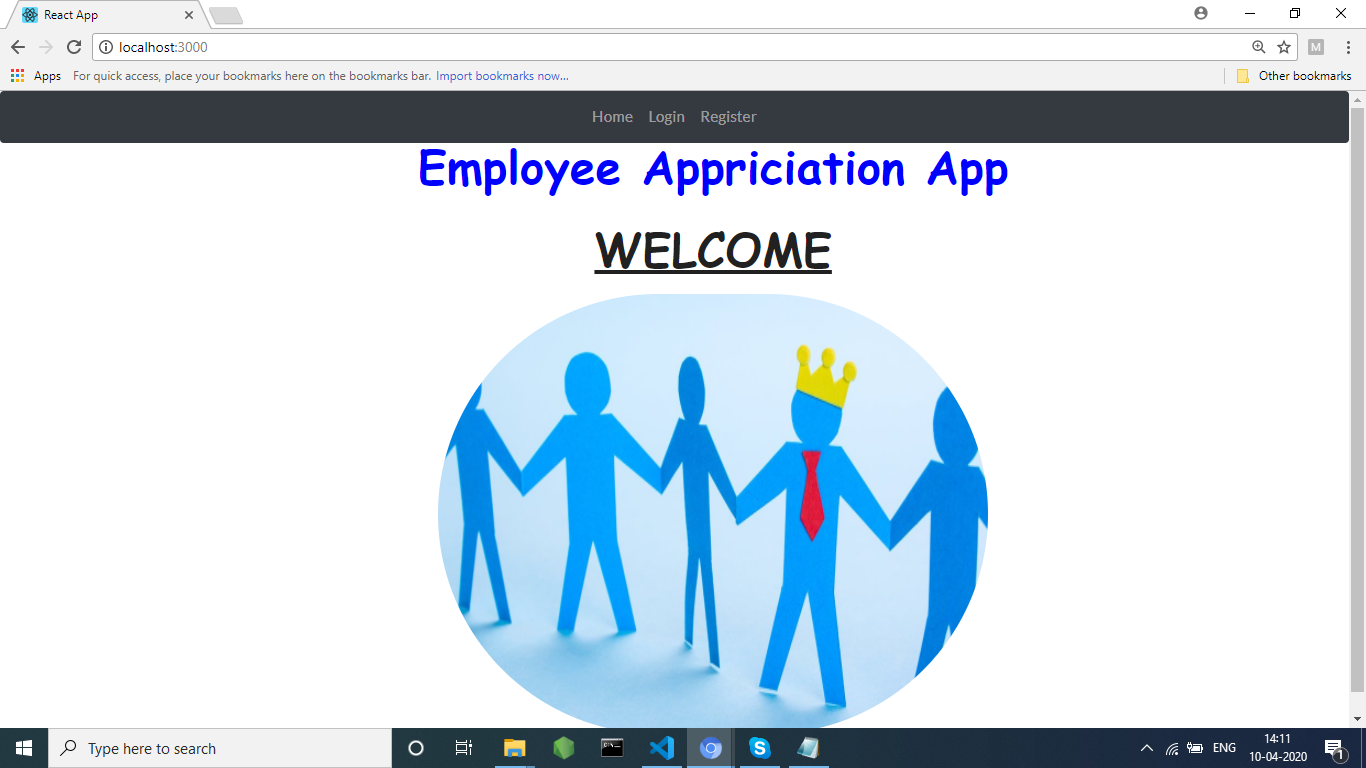 React App
localhost:3000
M
Apps For quick access, place your bookmarks here on the bookmarks bar. Import bookmarks now... Other bookmarks
Home Login Register
Employee Appriciation App
WELCOME
Type here to search
ENG
14:11
10-04-2020
1